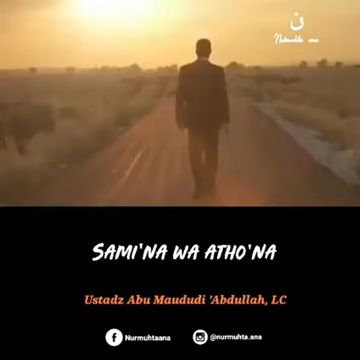 ن
SAMI'NA WA ATHO'NA
Ustadz Abu Maududi 'Abdullah, LC
Nurmuhtaana
@nurmuhta.ana